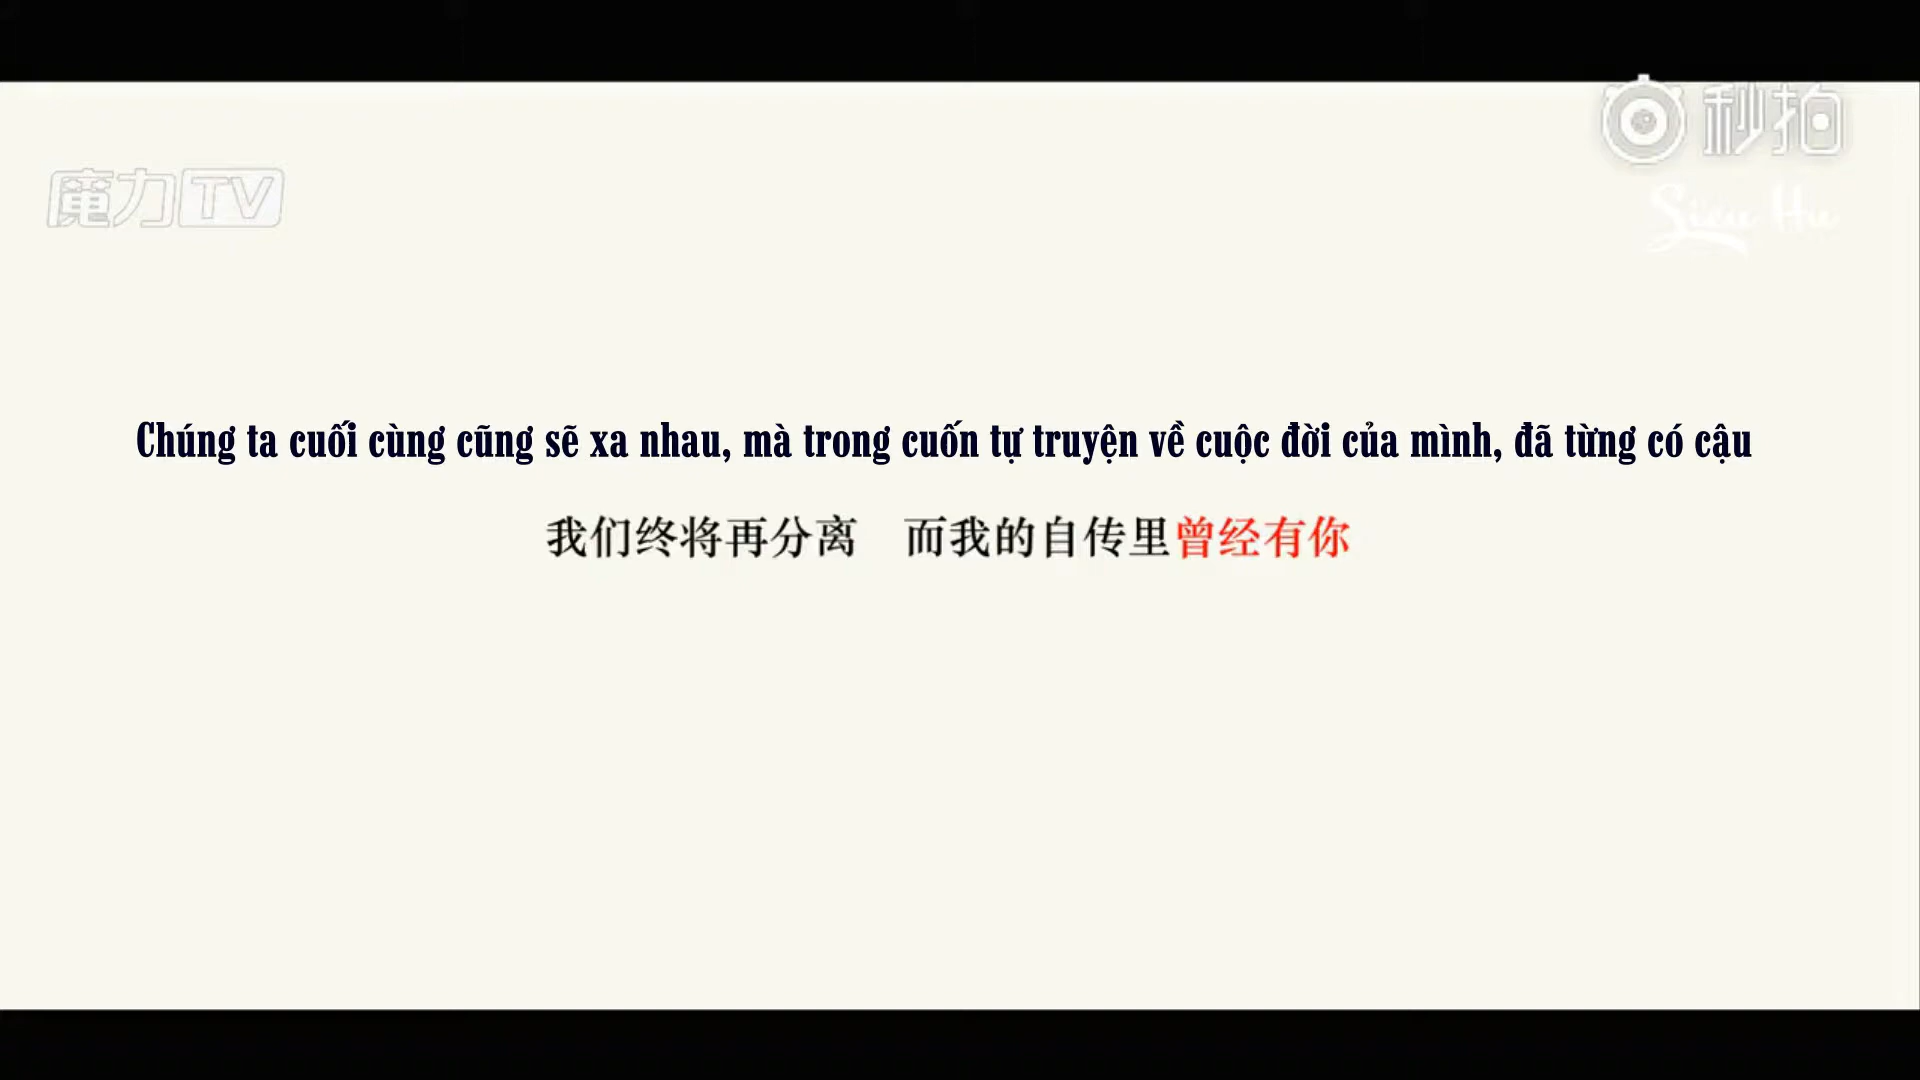 秒拍
魔力TV
Sieu Hu
Chúng ta cuối cùng cũng sẽ xa nhau, mà trong cuốn tự truyện về cuộc đời của mình, đã từng có cậu
我们终将再分离 而我的自传里曾经有你